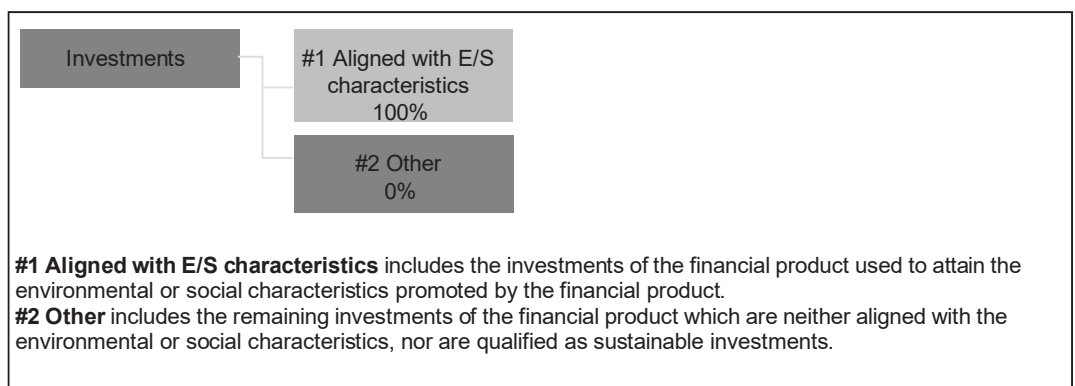 Investments
#1 Aligned with E/S
characteristics
100%
#2 Other
0%
#1 Aligned with E/S characteristics includes the investments of the financial product used to attain the
environmental or social characteristics promoted by the financial product.
#2 Other includes the remaining investments of the financial product which are neither aligned with the
environmental or social characteristics, nor are qualified as sustainable investments.